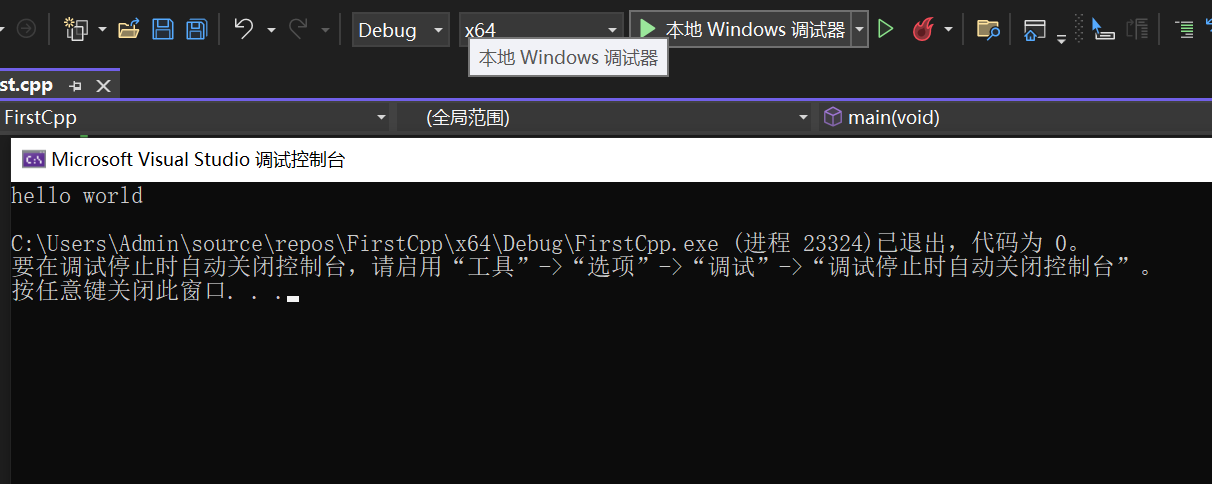 Debug
x64
本地 Windows 调试器
本地 Windows 调试器
st.cpp
FirstCpp
(全局范围)
main(void)
C:\
Microsoft Visual Studio 调试控制台
hello world
C:\Users\Admin\source\repos\FirstCpp\x64\Debug\FirstCpp.exe (进程 23324)已退出，代码为 0。
要在调试停止时自动关闭控制台，请启用“工具”->“选项”->“调试”->“调试停止时自动关闭控制台”。
按任意键关闭此窗口. . .